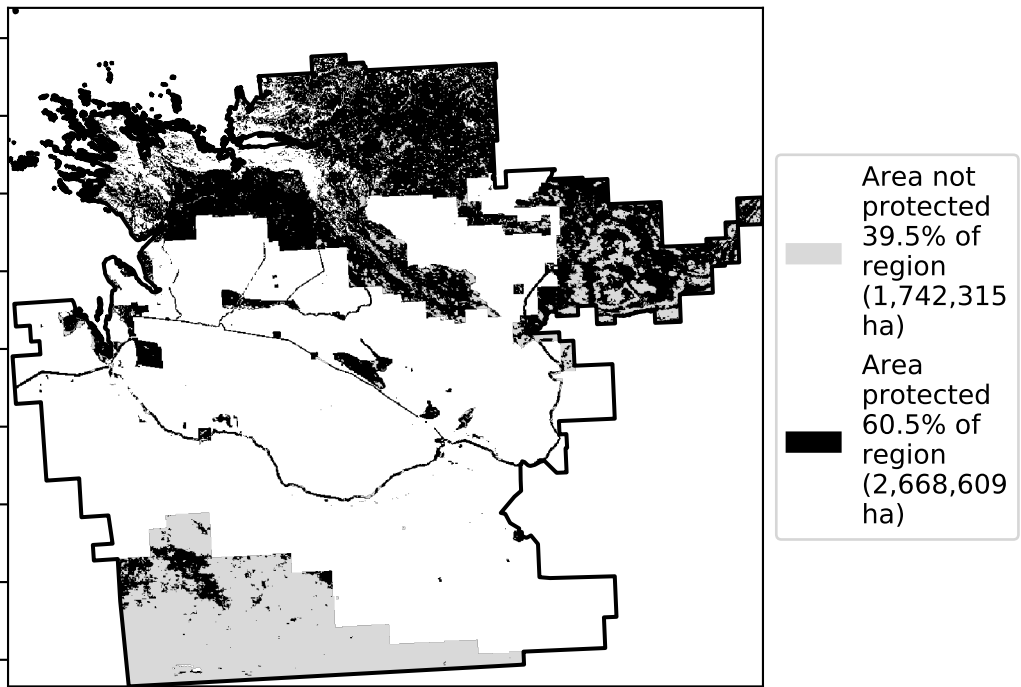 Area not
protected
39.5% of
region
(1,742,315
ha)
Area
protected
60.5% of
region
(2,668,609
ha)